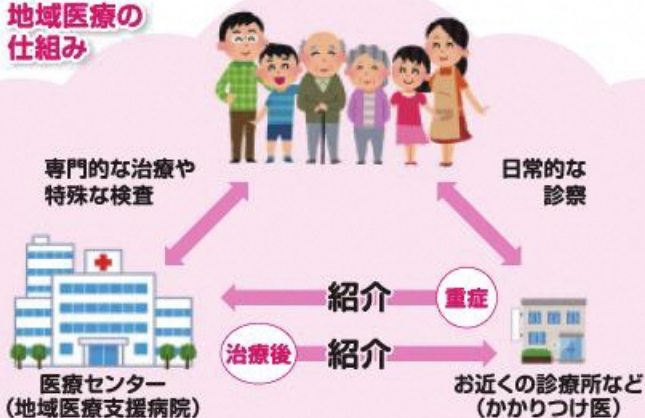 地域医療の
仕組み
専門的な治療や
特殊な検査
日常的な
診察
紹介
重症
治療後
紹介
医療センター
(地域医療支援病院)
お近くの診療所など
(かかりつけ医)